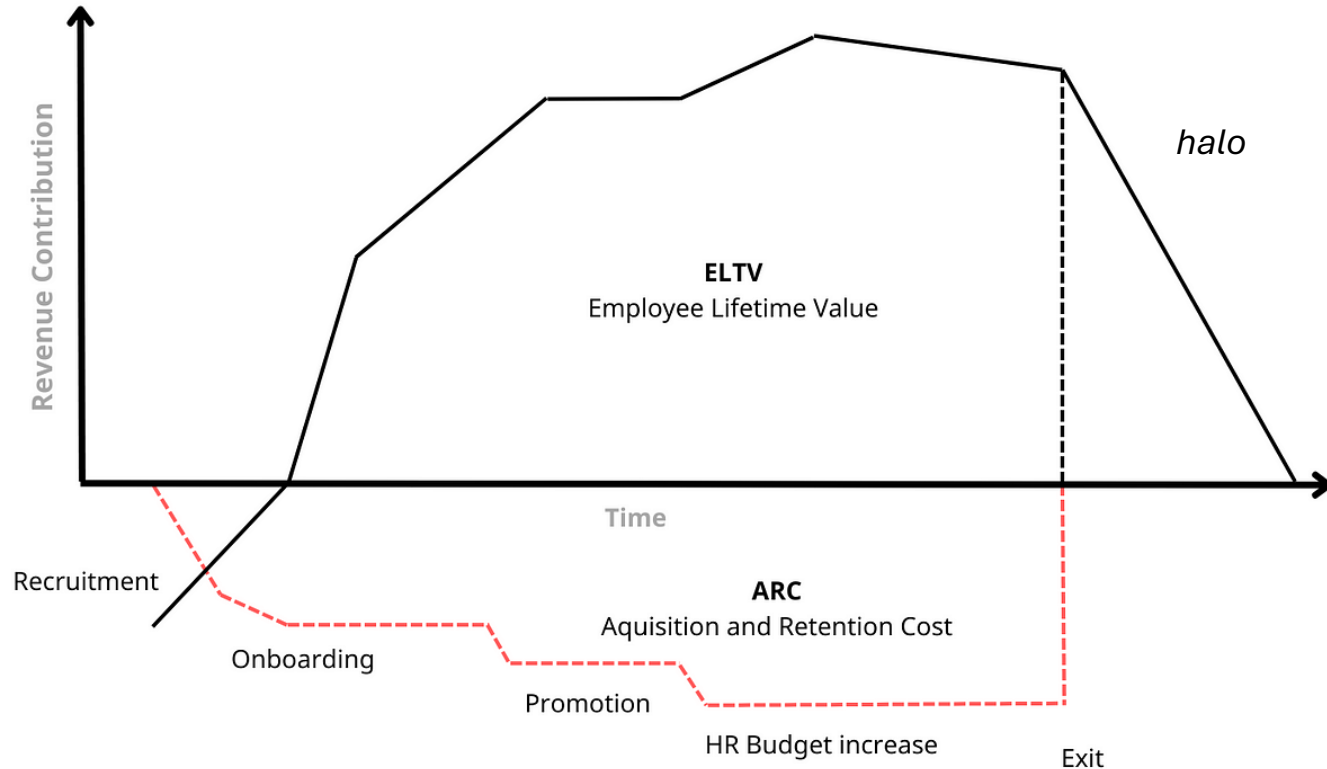 Revenue Contribution
halo
ELTV
Employee Lifetime Value
Time
Recruitment
ARC
Aquisition and Retention Cost
Onboarding
Promotion
HR Budget increase
Exit